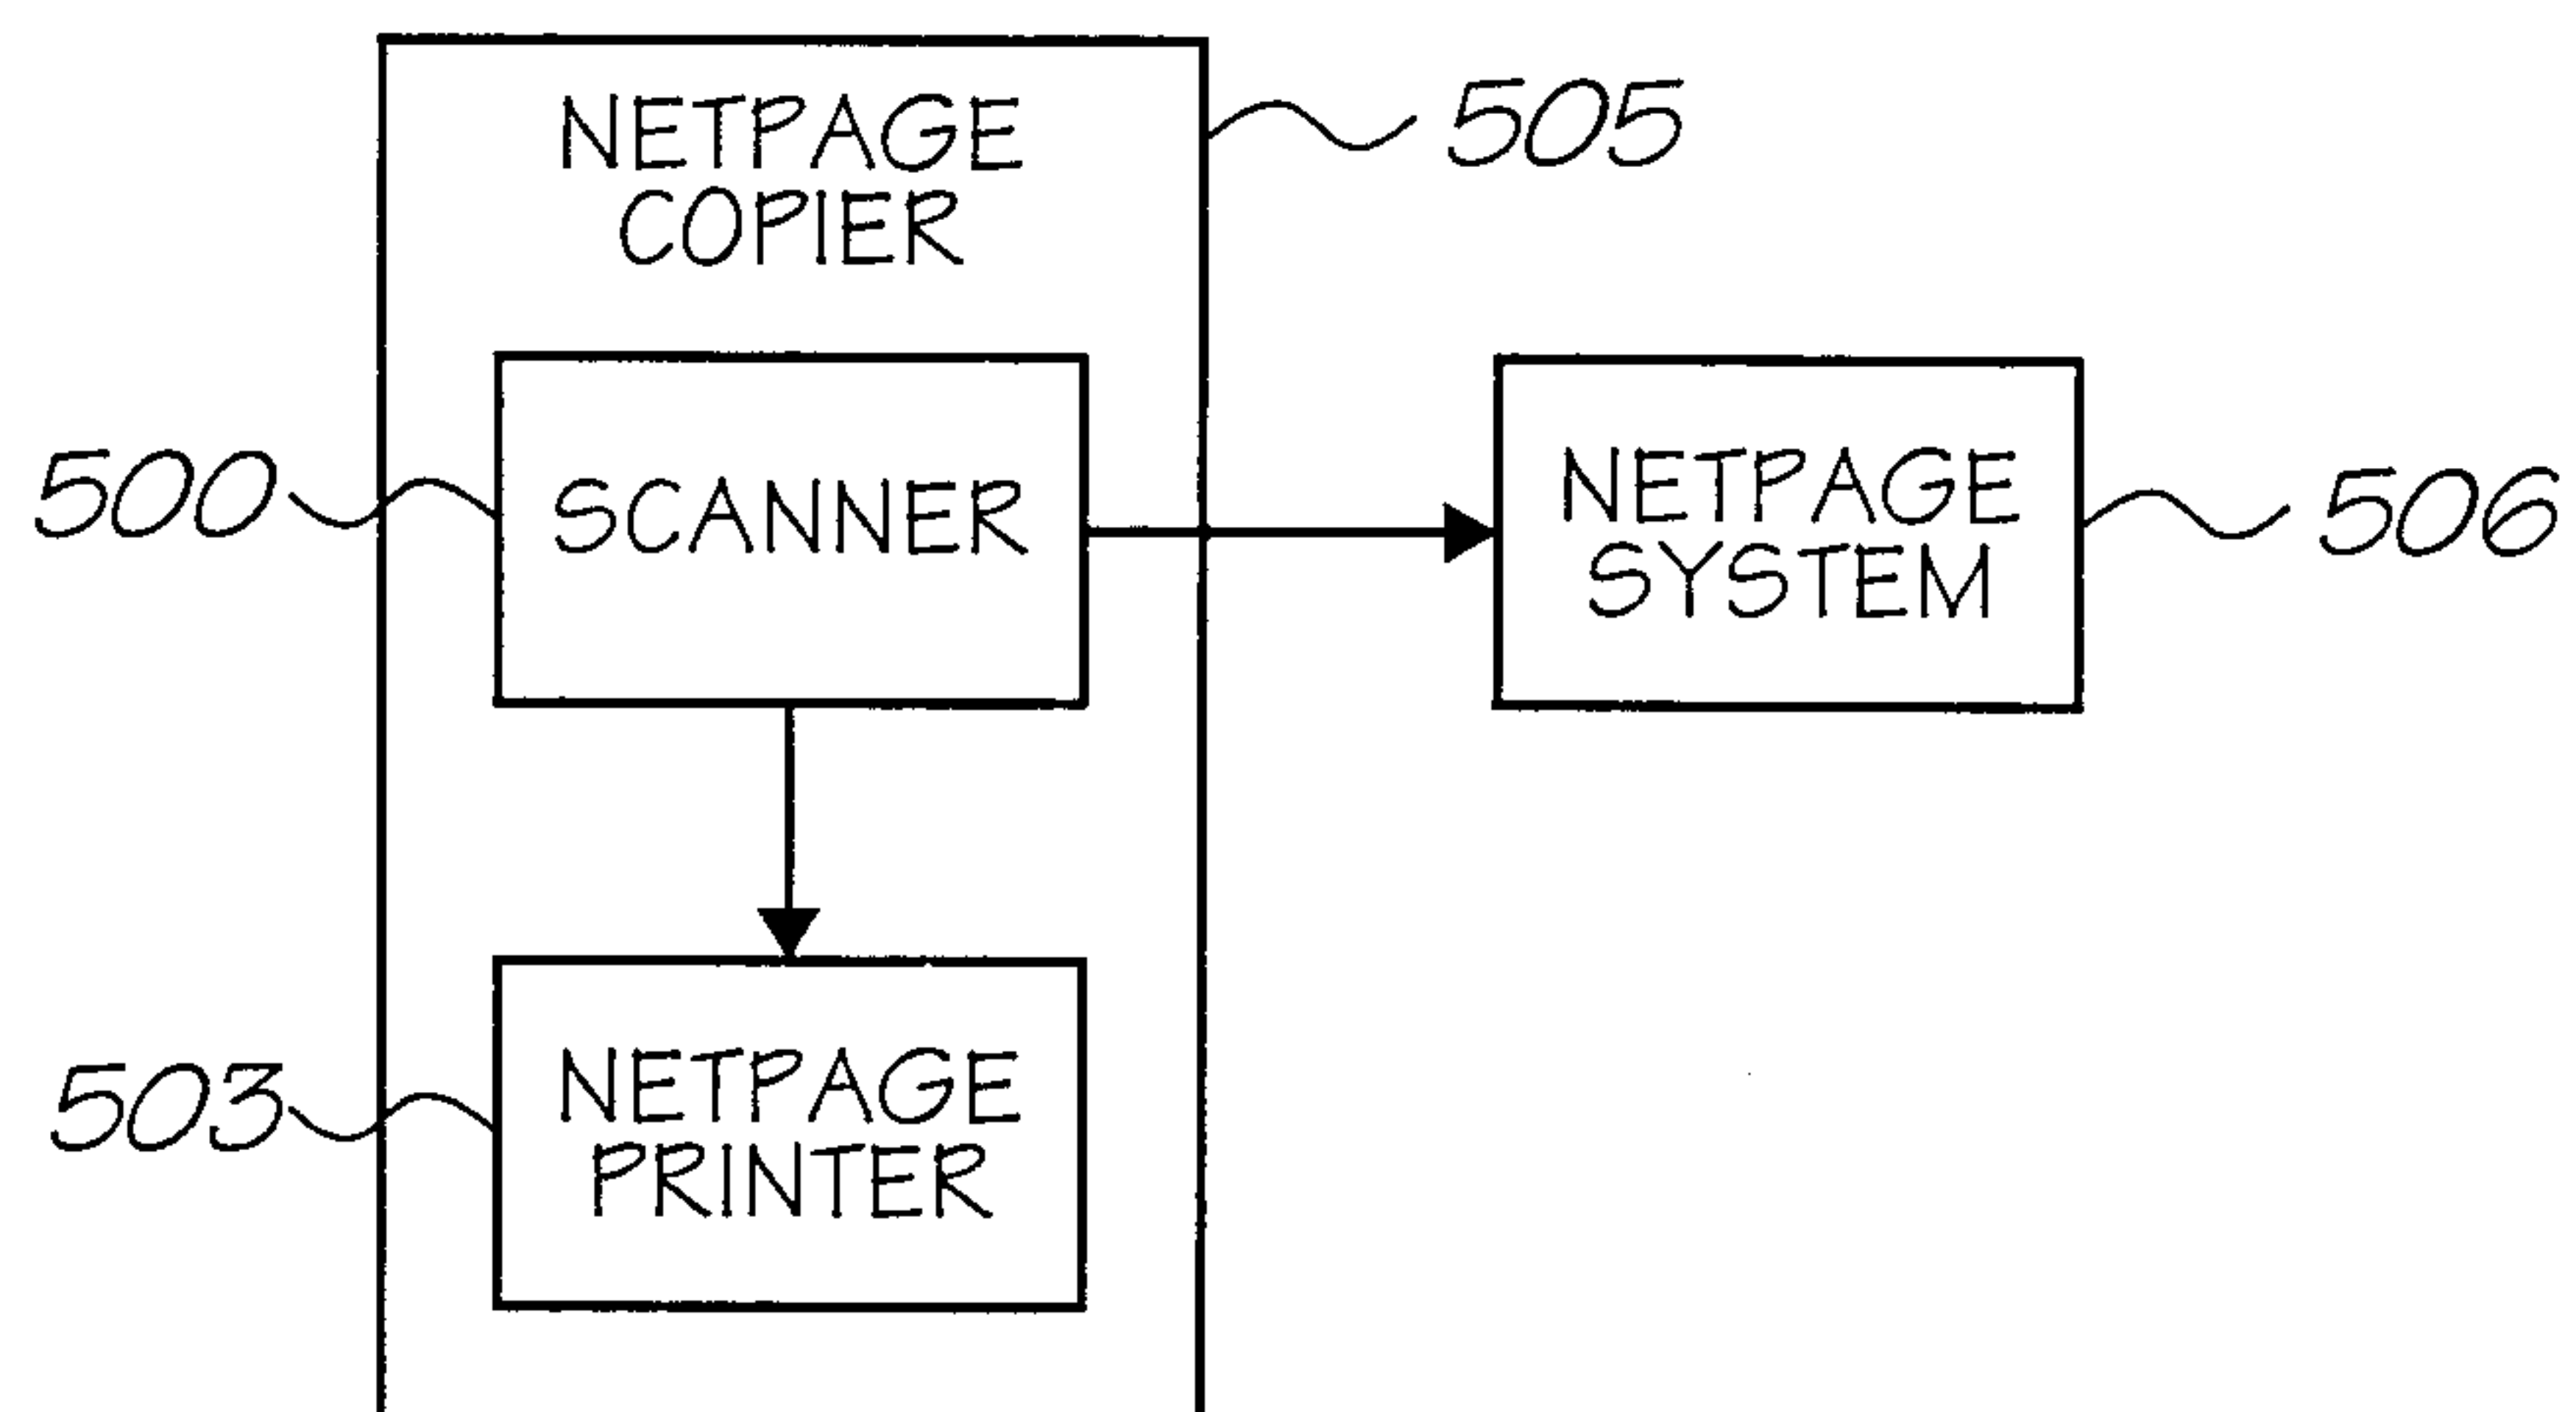 NETPAGE
COPIER
505
500
SCANNER
NETPAGE
SYSTEM
506
503
NETPAGE
PRINTER